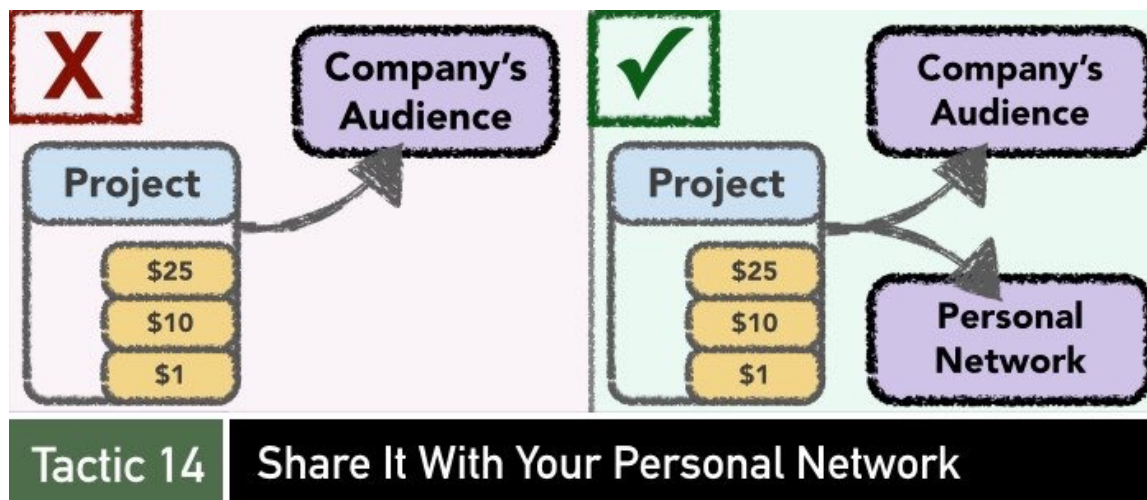 X
Company's
Audience
Project
$25
$10
$1
✓
Company's
Audience
Project
$25
$10
$1
Personal
Network
Tactic 14
Share It With Your Personal Network